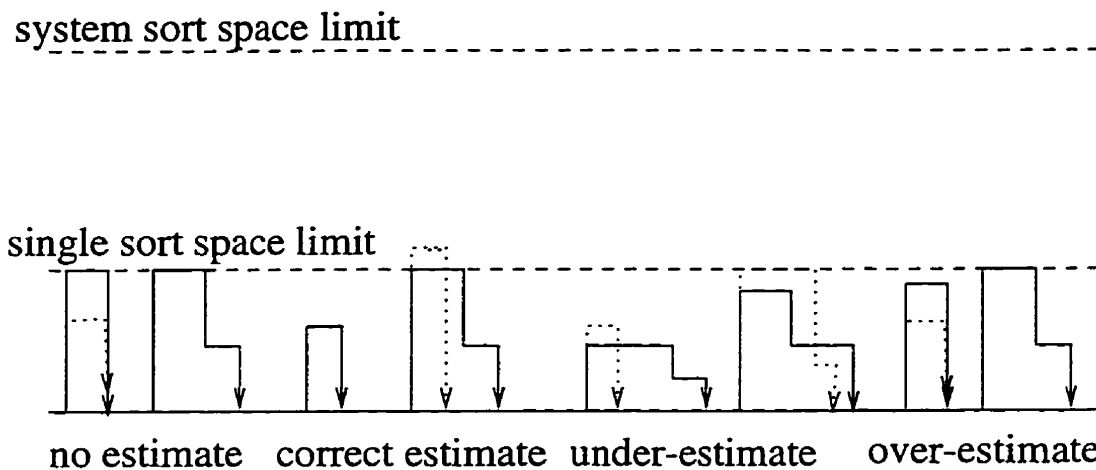 system sort space limit
single sort space limit
no estimate correct estimate under-estimate over-estimate